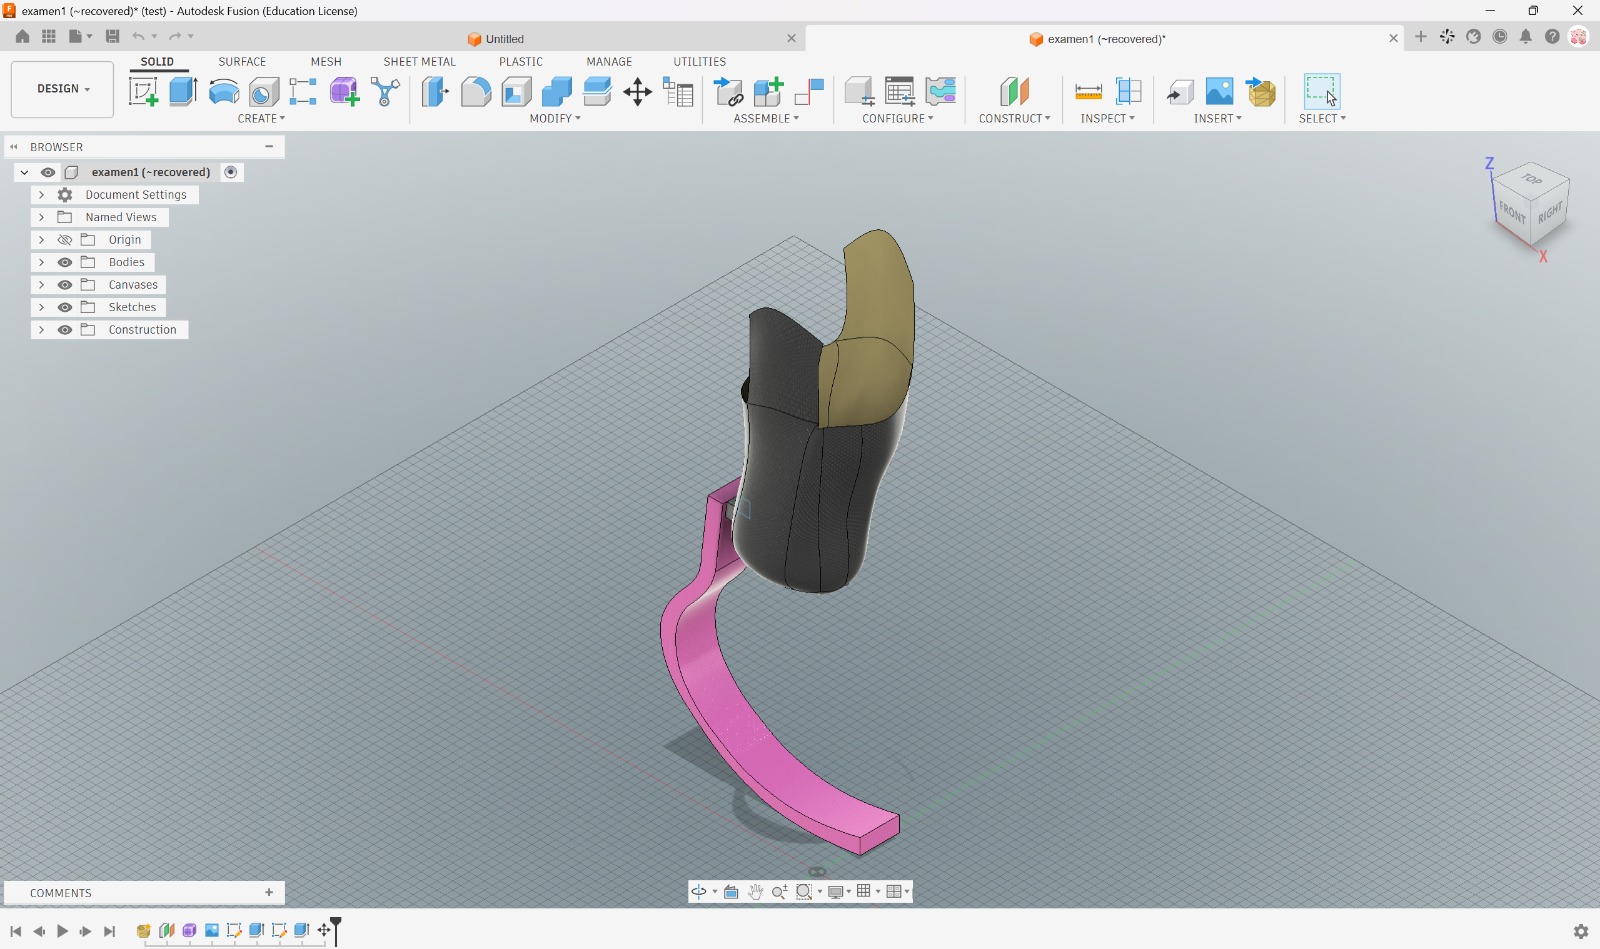 examen1 (~recovered)* (test) - Autodesk Fusion (Education License)
Untitled
examen1 (~recovered)*
DESIGN
SOLID
SURFACE
MESH
SHEET METAL
PLASTIC
MANAGE
UTILITIES
CREATE
MODIFY
ASSEMBLE
CONFIGURE
CONSTRUCT
INSPECT
INSERT
SELECT
BROWSER
examen1 (~recovered)
Document Settings
Named Views
Origin
Bodies
Canvases
Sketches
Construction
Z
TOP
FRONT
RIGHT
X
COMMENTS